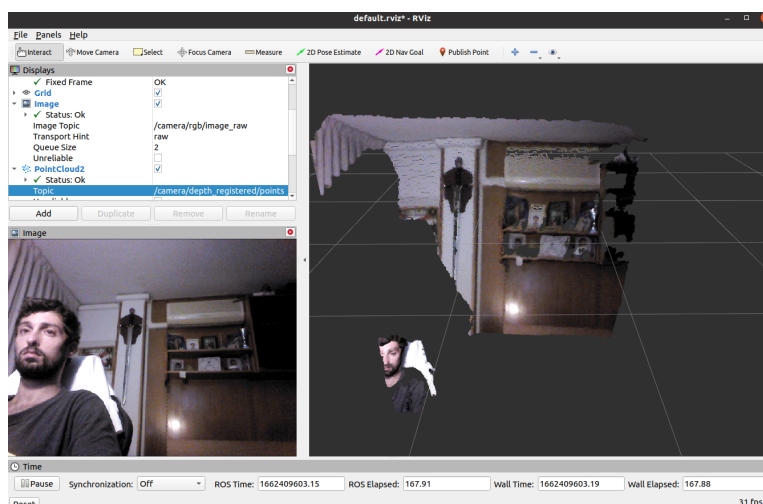 default.rviz* - RViz
File Panels Help
Interact Move Camera Select Focus Camera Measure 2D Pose Estimate 2D Nav Goal Publish Point
Displays
Fixed Frame OK
Grid
Image
Status: Ok
Image Topic /camera/rgb/image_raw
Transport Hint raw
Queue Size 2
Unreliable
PointCloud2
Status: Ok
Topic /camera/depth_registered/points
Add Duplicate Remove Rename
Image
Time
Pause Synchronization: Off ROS Time: 1662409603.15 ROS Elapsed: 167.91 Wall Time: 1662409603.19 Wall Elapsed: 167.88
31 fps